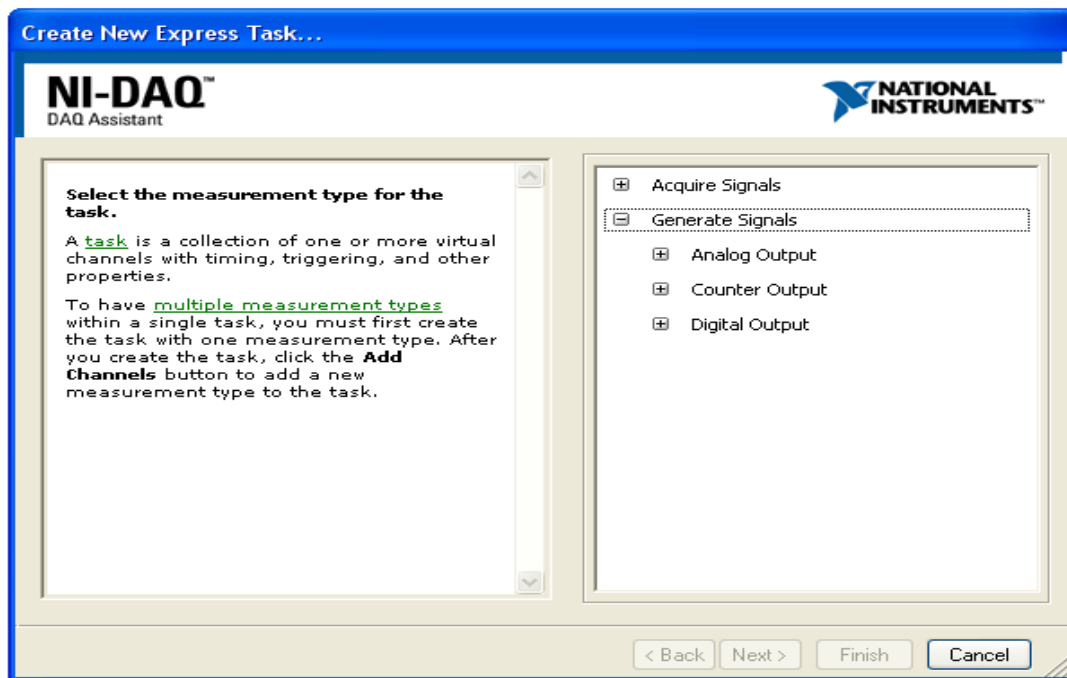 Create New Express Task...
NI-DAQ™
DAQ Assistant
NATIONAL
INSTRUMENTS™
Select the measurement type for the
task.
A task is a collection of one or more virtual
channels with timing, triggering, and other
properties.
To have multiple measurement types
within a single task, you must first create
the task with one measurement type. After
you create the task, click the Add
Channels button to add a new
measurement type to the task.
Acquire Signals
Generate Signals
Analog Output
Counter Output
Digital Output
< Back
Next >
Finish
Cancel